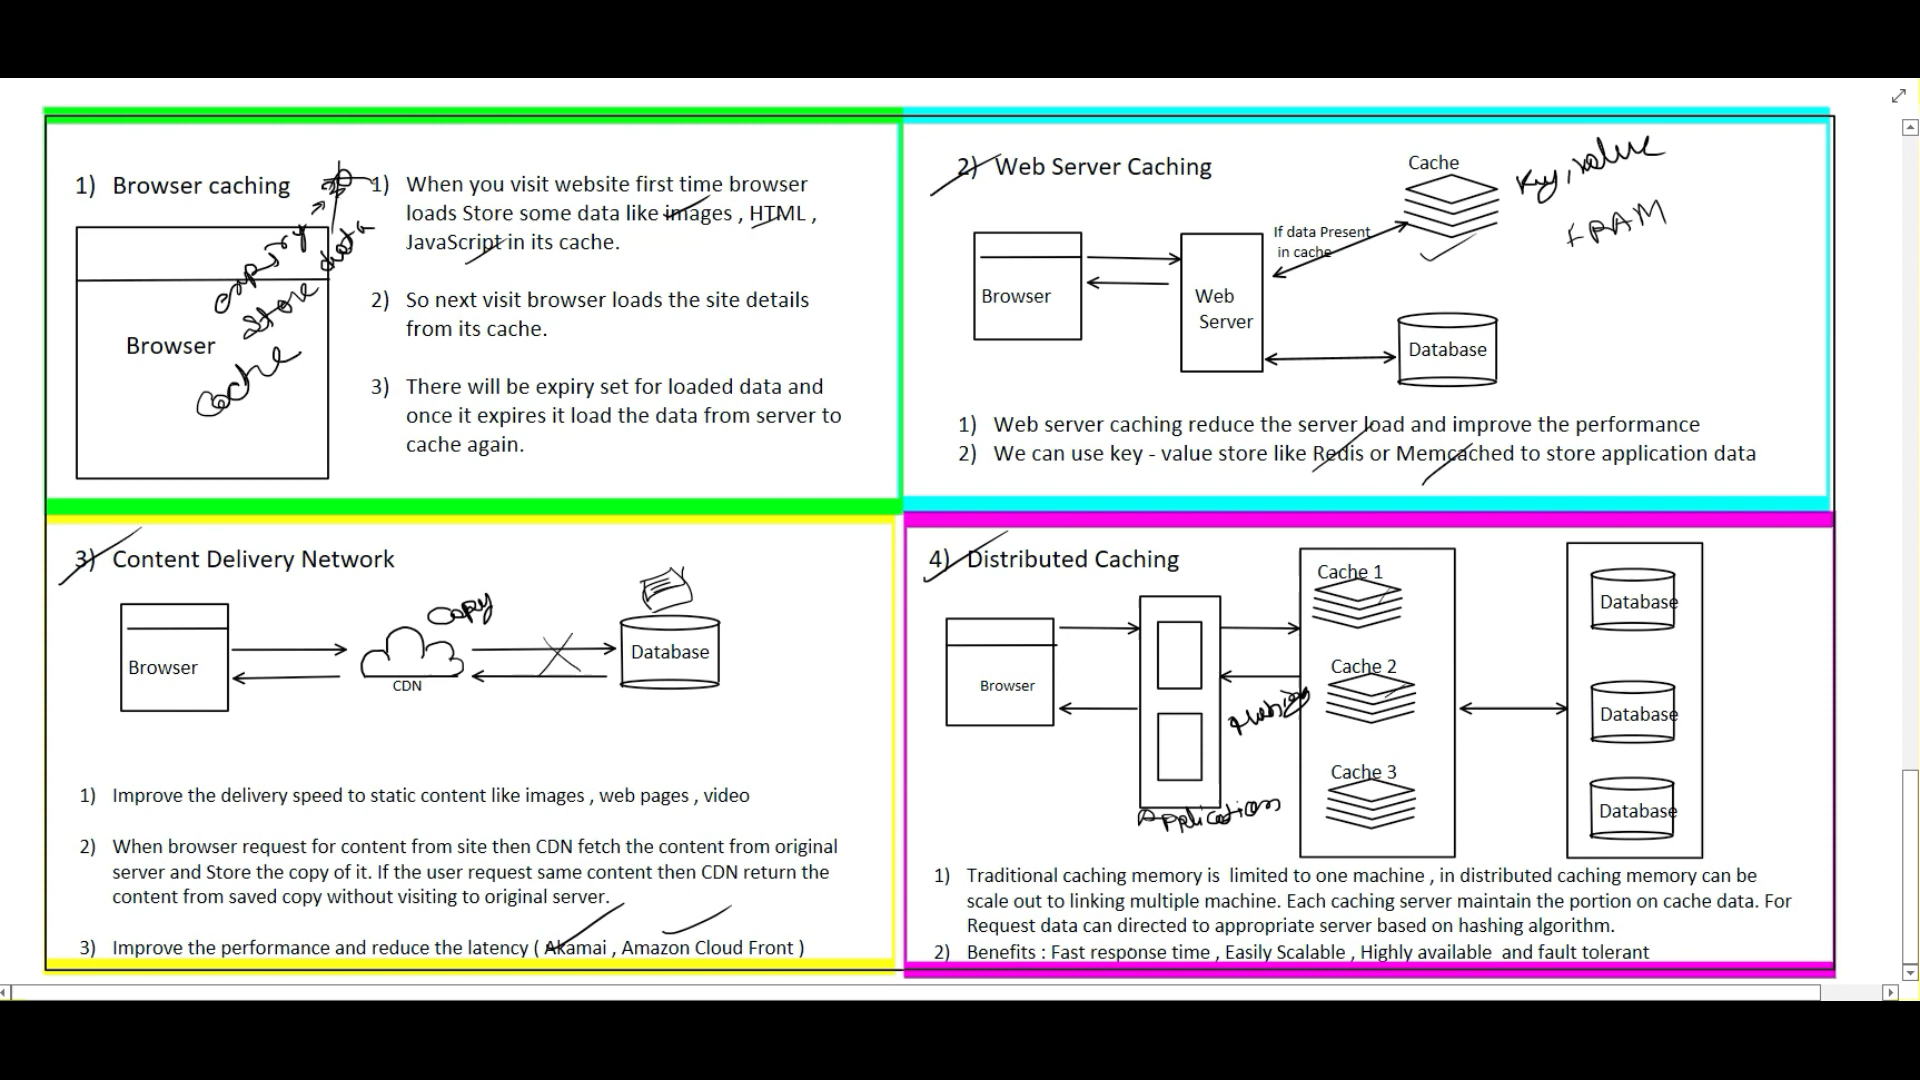 1) Browser caching
Browser
expiry
store data
cache
1) When you visit website first time browser
loads Store some data like images , HTML ,
JavaScript in its cache.
2) So next visit browser loads the site details
from its cache.
3) There will be expiry set for loaded data and
once it expires it load the data from server to
cache again.
2) Web Server Caching
Cache
Key, value
RAM
If data Present
in cache
Browser
Web
Server
Database
1) Web server caching reduce the server load and improve the performance
2) We can use key - value store like Redis or Memcached to store application data
3) Content Delivery Network
copy
Browser
CDN
Database
1) Improve the delivery speed to static content like images , web pages , video
2) When browser request for content from site then CDN fetch the content from original
server and Store the copy of it. If the user request same content then CDN return the
content from saved copy without visiting to original server.
3) Improve the performance and reduce the latency ( Akamai , Amazon Cloud Front )
4) Distributed Caching
Browser
Applications
Hashing
Cache 1
Cache 2
Cache 3
Database
Database
Database
1) Traditional caching memory is limited to one machine , in distributed caching memory can be
scale out to linking multiple machine. Each caching server maintain the portion on cache data. For
Request data can directed to appropriate server based on hashing algorithm.
2) Benefits : Fast response time , Easily Scalable , Highly available and fault tolerant